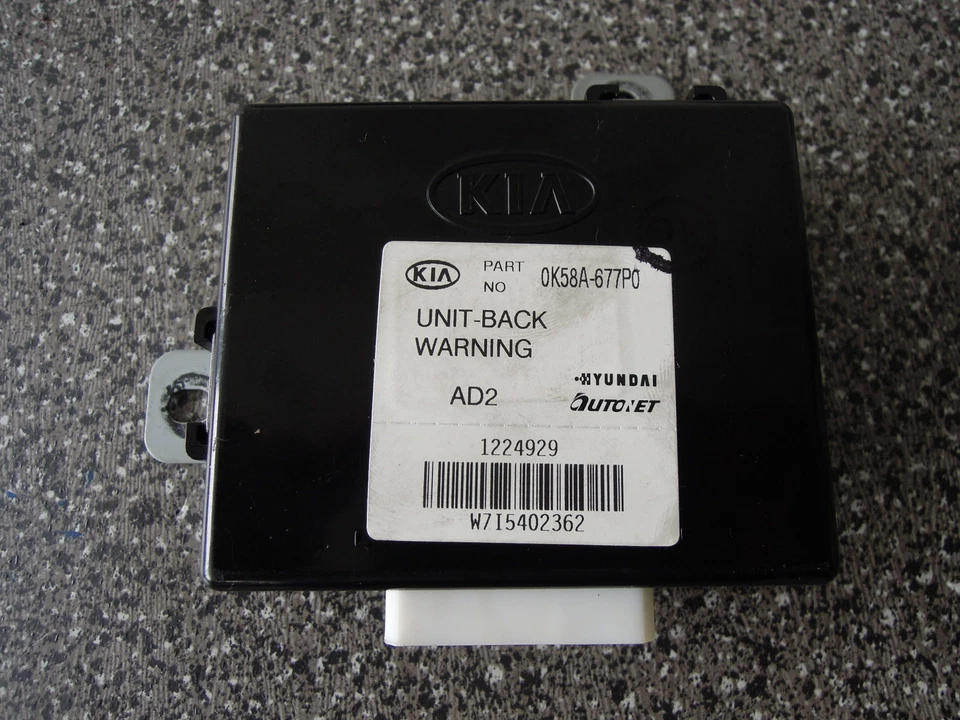 KIA
KIA PART NO 0K58A-677P0
UNIT-BACK
WARNING
AD2
HYUNDAI
AUTONET
1224929
W7I5402362